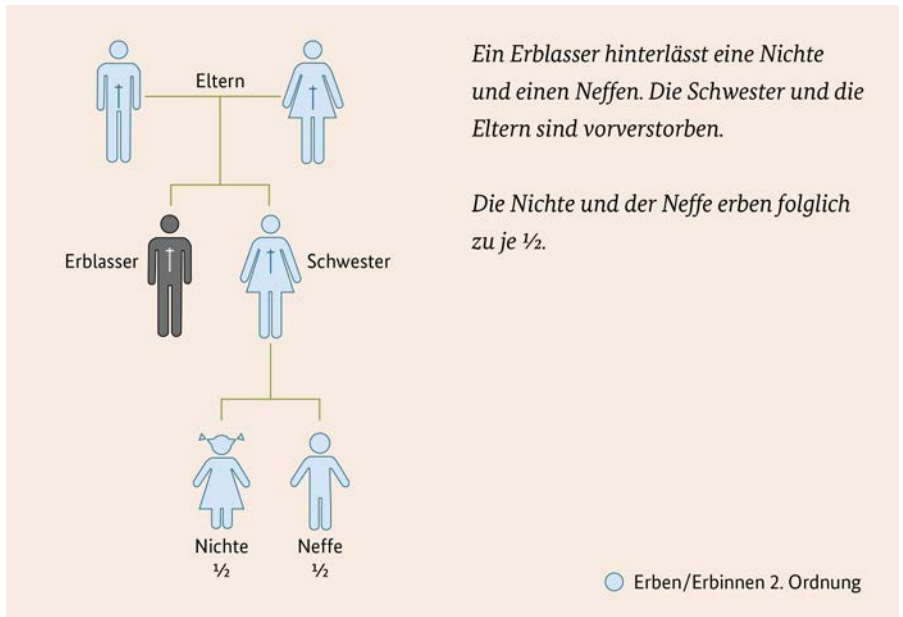 Eltern
Ein Erblasser hinterlässt eine Nichte
und einen Neffen. Die Schwester und die
Eltern sind vorverstorben.
Die Nichte und der Neffe erben folglich
zu je ½.
Erblasser
Schwester
Nichte
½
Neffe
½
Erben/Erbinnen 2. Ordnung